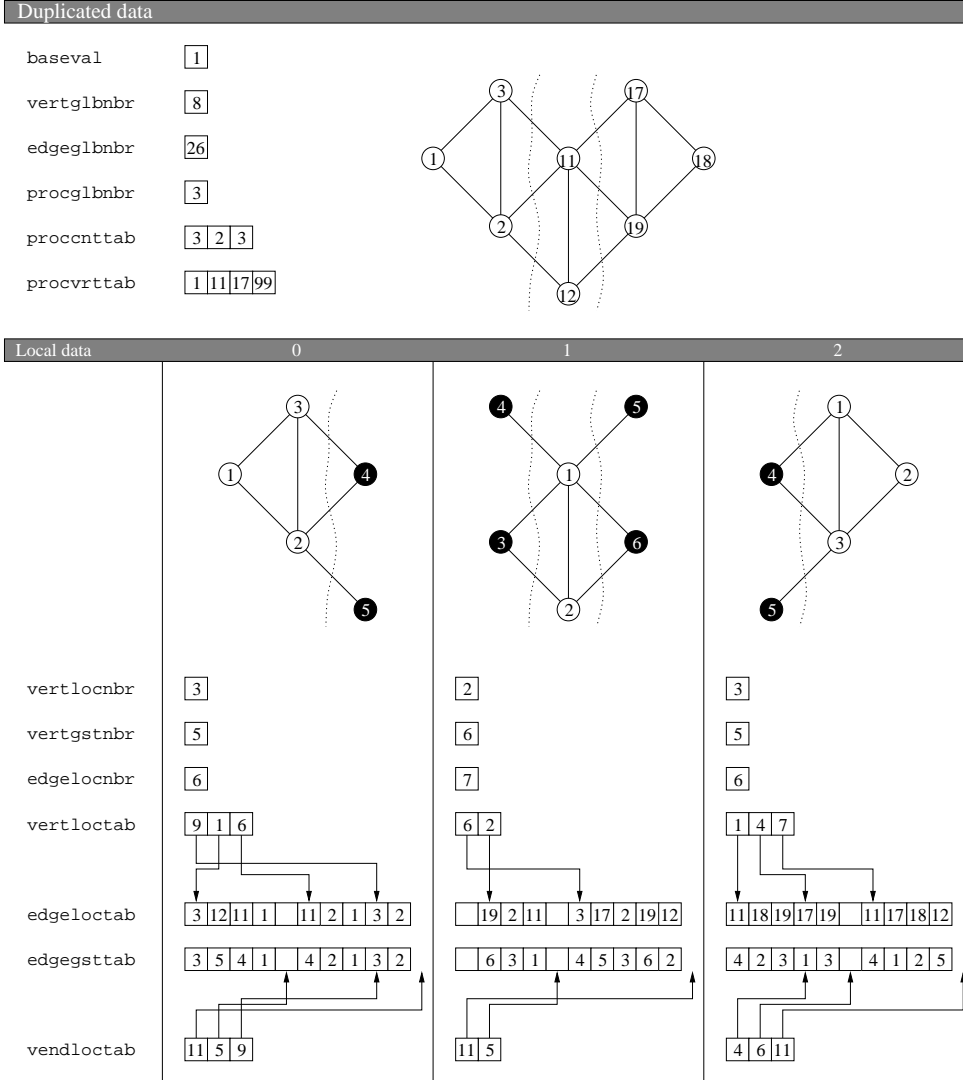 Duplicated data
baseval 1
vertglbnbr 8
edgeglbnbr 26
procglbnbr 3
proccnttab 3 2 3
procvrttab 1 11 17 99
3 17
1 11 18
2 19
12
Local data 0 1 2
3 4 5 1
1 4 1 4 2
2 3 6 3
5 2 5
vertlocnbr 3 2 3
vertgstnbr 5 6 5
edgelocnbr 6 7 6
vertloctab 9 1 6 6 2 1 4 7
edgeloctab 3 12 11 1 11 2 1 3 2 19 2 11 3 17 2 19 12 11 18 19 17 19 11 17 18 12
edgegsttab 3 5 4 1 4 2 1 3 2 6 3 1 4 5 3 6 2 4 2 3 1 3 4 1 2 5
vendloctab 11 5 9 11 5 4 6 11